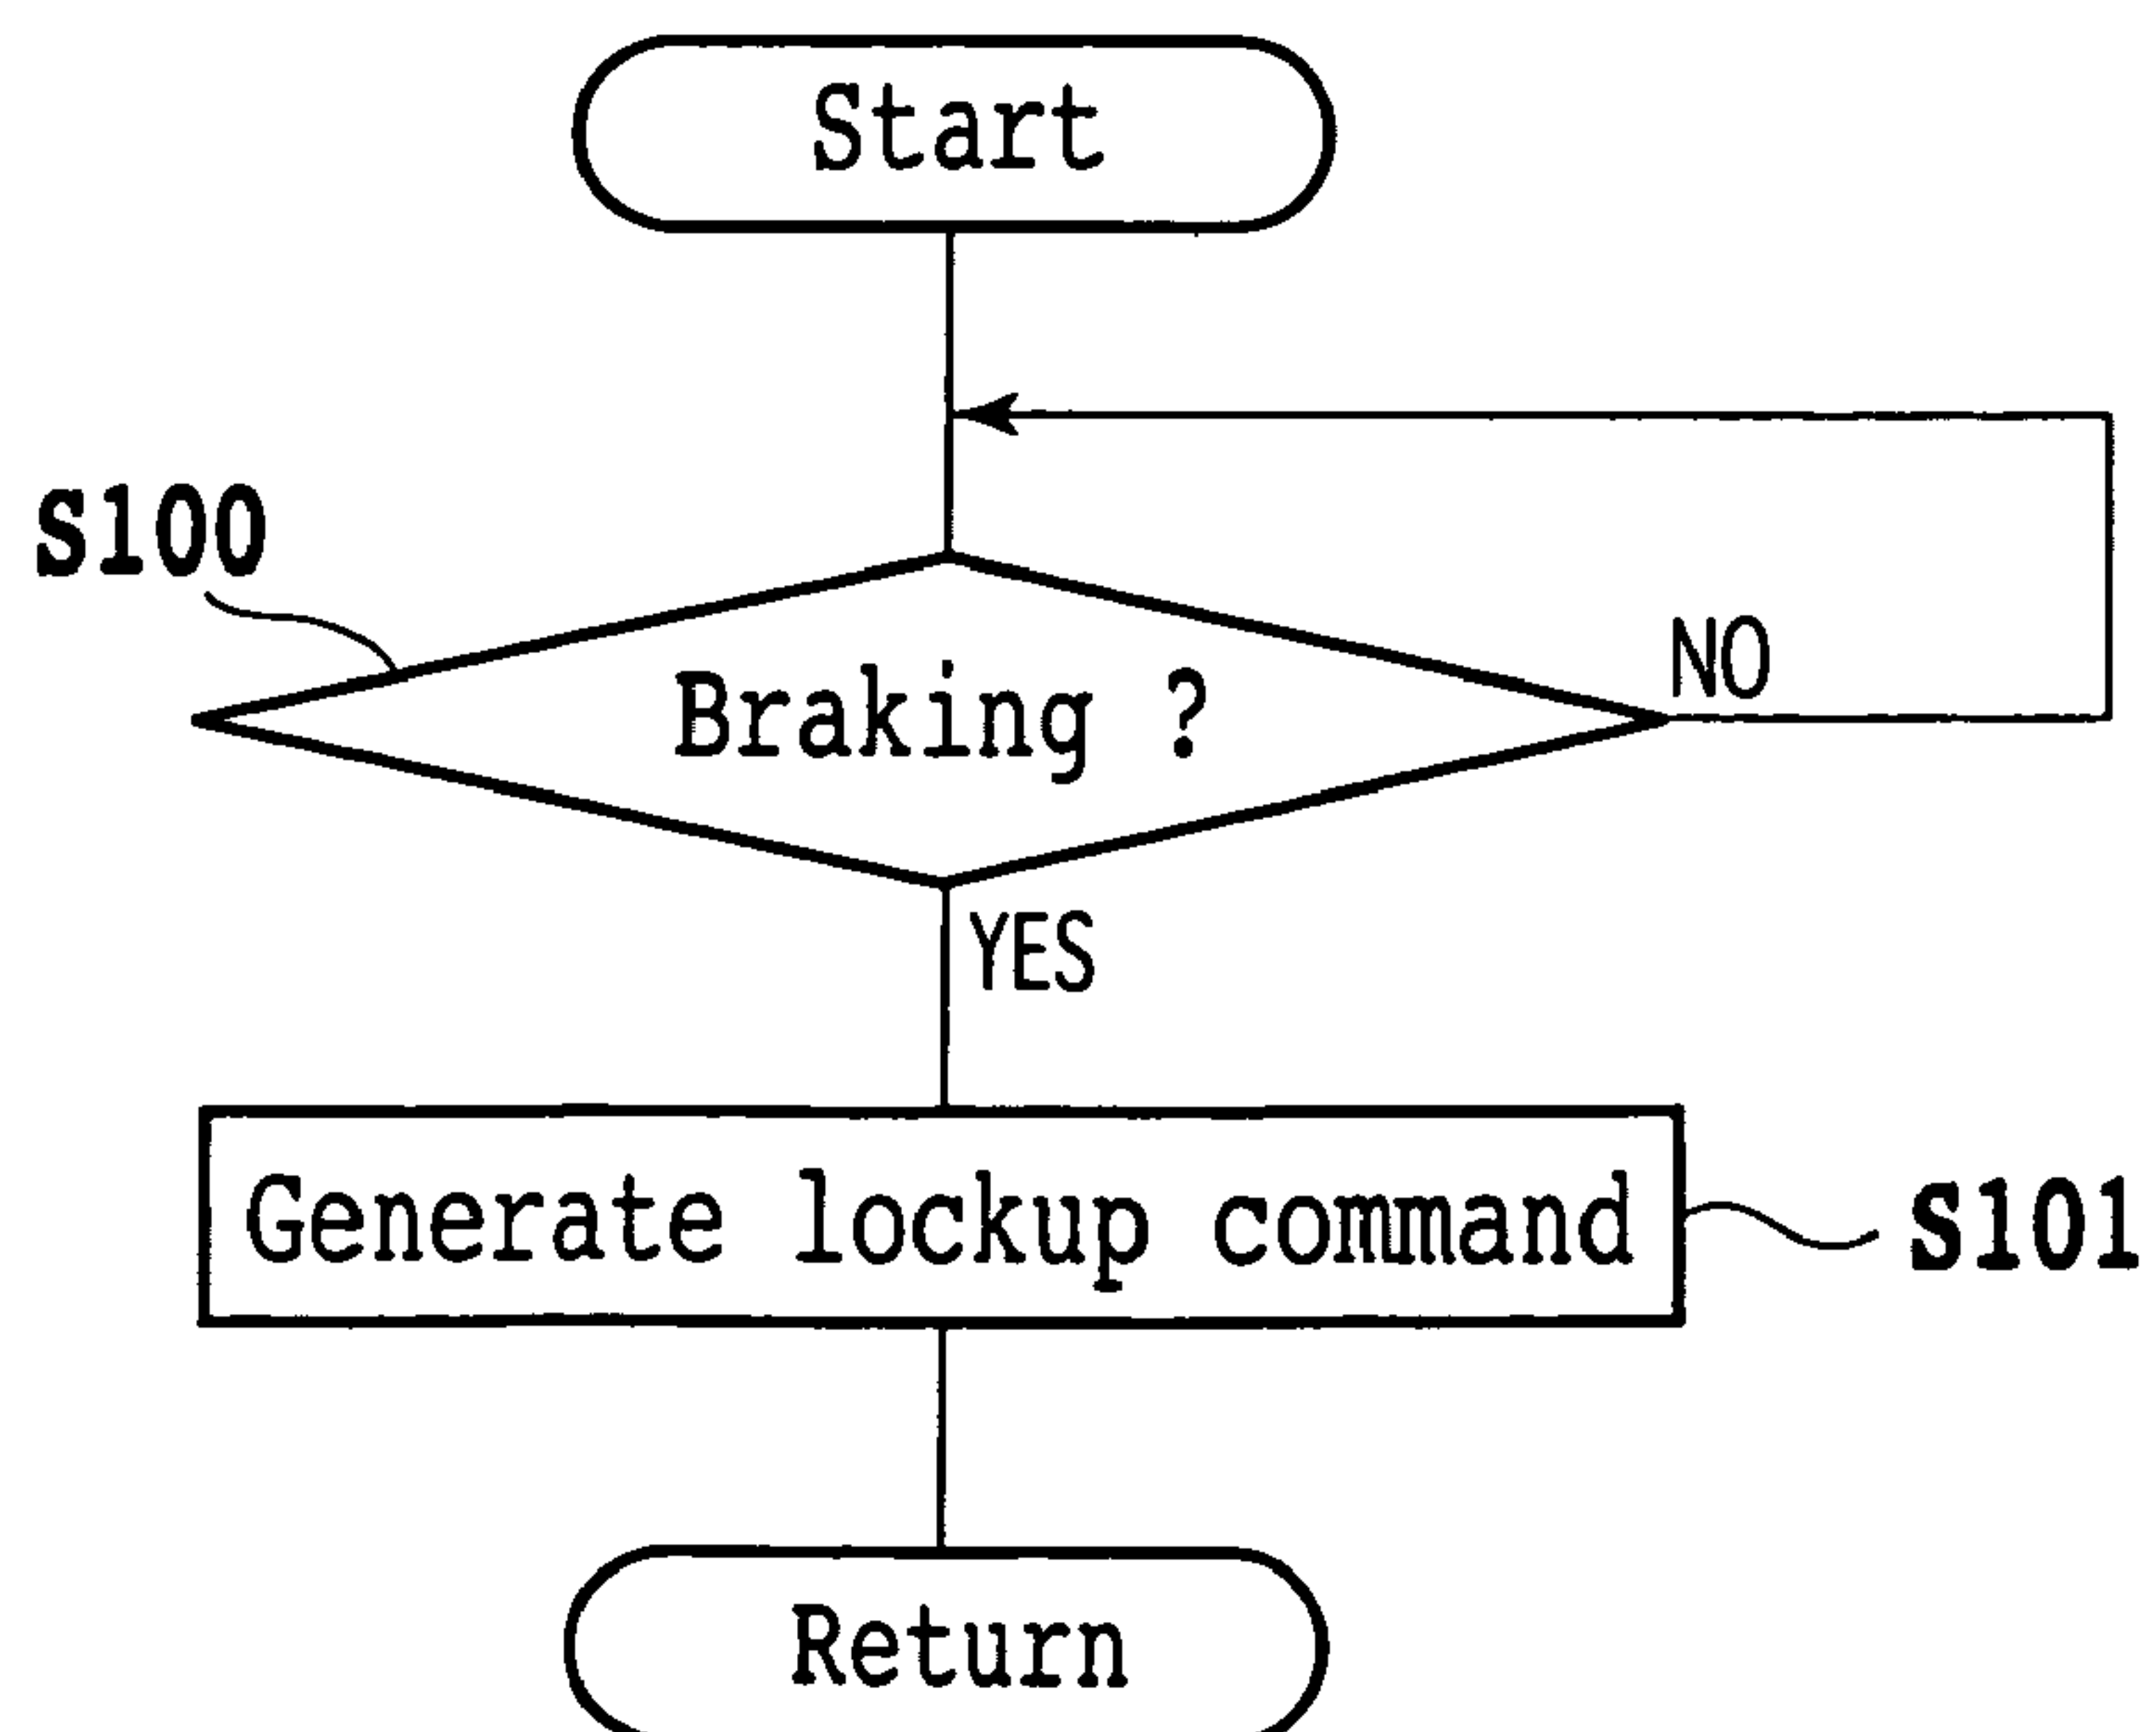 Start
S100
Braking ?
NO
YES
Generate lockup command
S101
Return